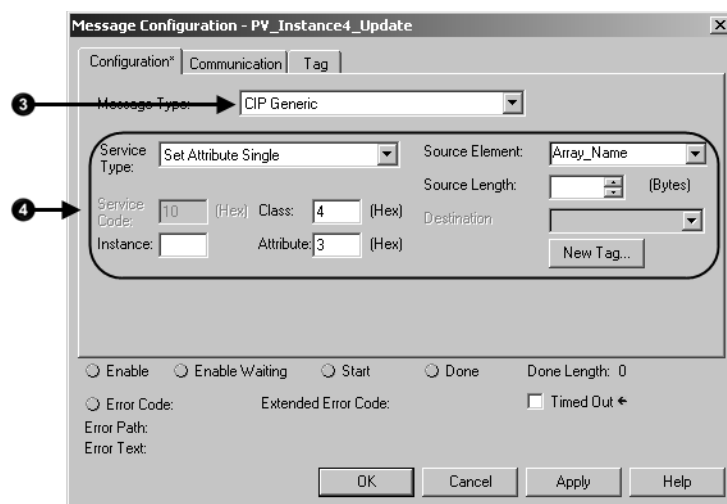 Message Configuration - PV_Instance4_Update
Configuration* Communication Tag
3 Message Type: CIP Generic
Service Type: Set Attribute Single Source Element: Array_Name
Source Length: (Bytes)
4 Service Code: 10 (Hex) Class: 4 (Hex) Destination
Instance: Attribute: 3 (Hex) New Tag...
Enable Enable Waiting Start Done Done Length: 0
Error Code: Extended Error Code: Timed Out ←
Error Path:
Error Text:
OK Cancel Apply Help